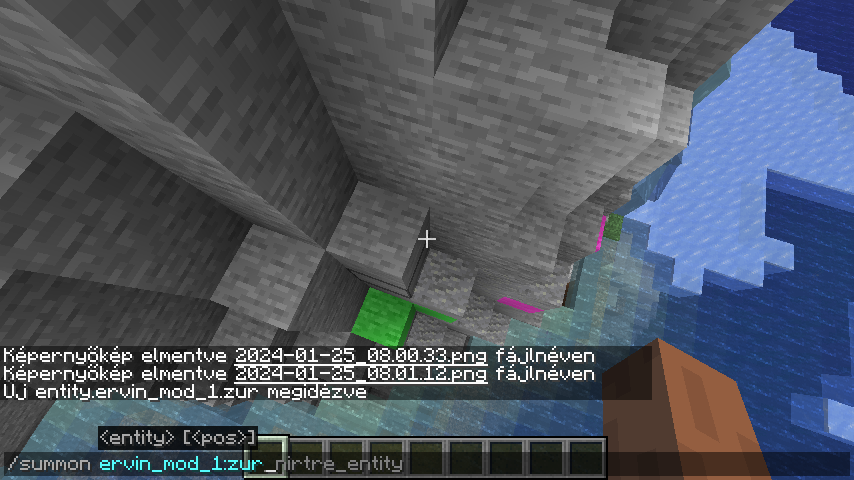 Képernyőkép elmentve 2024-01-25_08.00.33.png fájlnéven
Képernyőkép elmentve 2024-01-25_08.01.12.png fájlnéven
Új entity.ervin_mod_1.zur megidézve
<entity> [<pos>]
/summon ervin_mod_1:zur_nirtre_entity